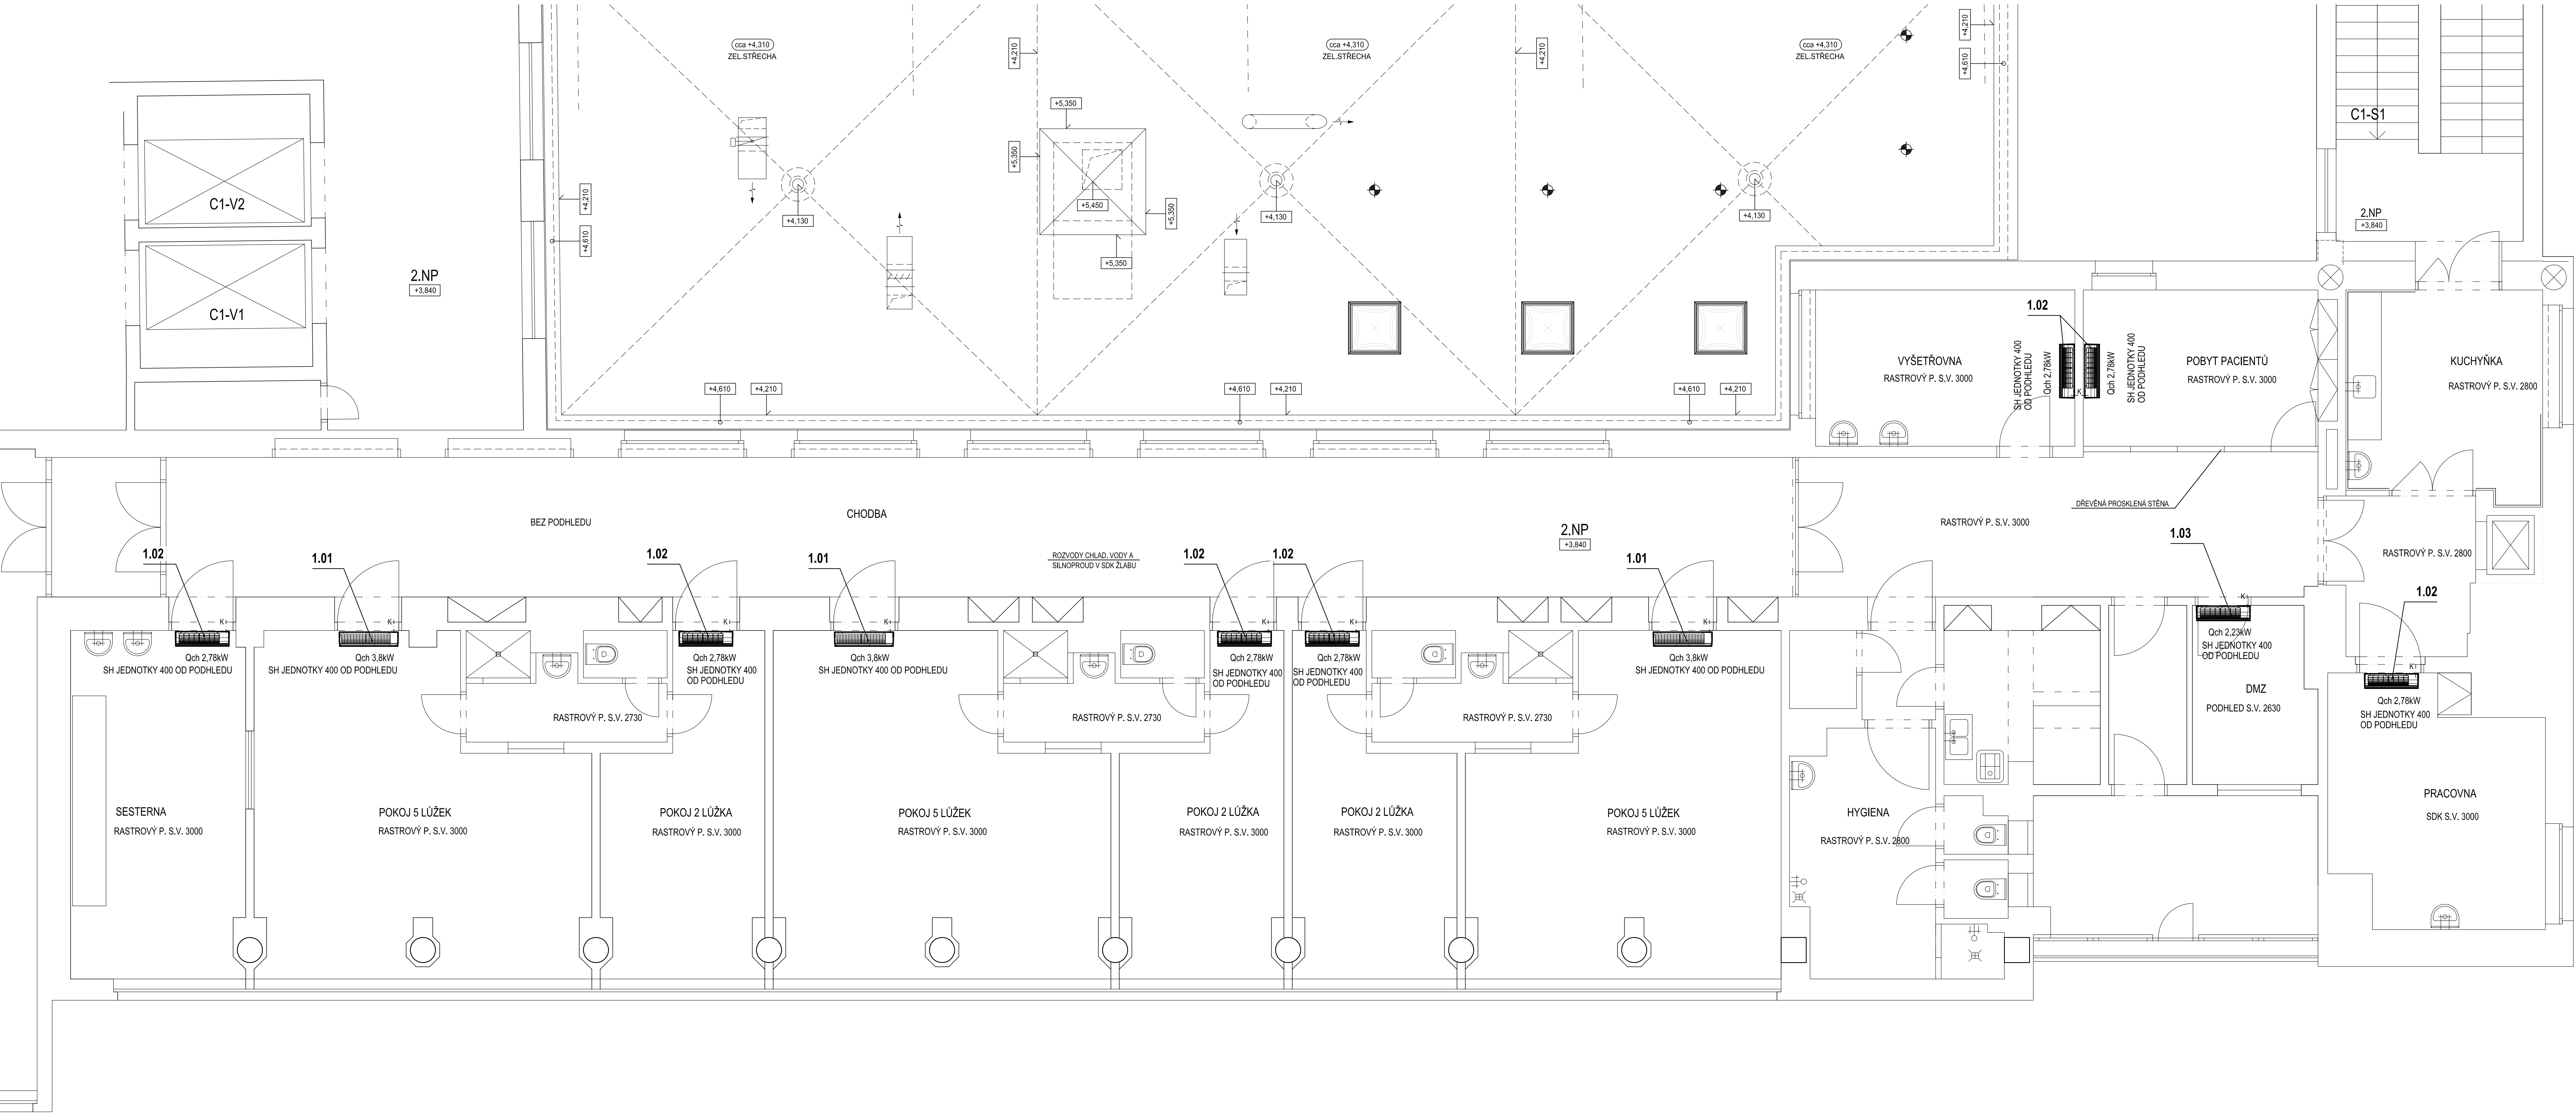 cca +4,310
ZEL.STŘECHA
+4,210
cca +4,310
ZEL.STŘECHA
+4,210
cca +4,310
ZEL.STŘECHA
+4,210
+4,610
+5,350
+5,350
+5,450
+5,350
+5,350
C1-S1
C1-V2
+4,210
+4,610
+4,130
+4,130
+4,130
2.NP
+3,840
2.NP
+3,840
C1-V1
1.02
VYŠETŘOVNA
RASTROVÝ P. S.V. 3000
SH JEDNOTKY 400
OD PODHLEDU
Qch 2,78kW
K
Qch 2,78kW
SH JEDNOTKY 400
OD PODHLEDU
POBYT PACIENTŮ
RASTROVÝ P. S.V. 3000
KUCHYŇKA
RASTROVÝ P. S.V. 2800
+4,610
+4,210
+4,610
+4,210
+4,610
+4,210
DŘEVĚNÁ PROSKLENÁ STĚNA
CHODBA
BEZ PODHLEDU
2.NP
+3,840
RASTROVÝ P. S.V. 3000
ROZVODY CHLAD. VODY A
SILNOPROUD V SDK ŽLABU
RASTROVÝ P. S.V. 2800
1.02
1.01
1.02
1.01
1.02
1.02
1.01
1.03
1.02
K
K
K
K
K
K
K
K
K
Qch 2,78kW
SH JEDNOTKY 400 OD PODHLEDU
Qch 3,8kW
SH JEDNOTKY 400 OD PODHLEDU
Qch 2,78kW
SH JEDNOTKY 400
OD PODHLEDU
Qch 3,8kW
SH JEDNOTKY 400 OD PODHLEDU
Qch 2,78kW
SH JEDNOTKY 400
OD PODHLEDU
Qch 2,78kW
SH JEDNOTKY 400
OD PODHLEDU
Qch 3,8kW
SH JEDNOTKY 400 OD PODHLEDU
Qch 2,23kW
SH JEDNOTKY 400
OD PODHLEDU
DMZ
PODHLED S.V. 2630
Qch 2,78kW
SH JEDNOTKY 400
OD PODHLEDU
RASTROVÝ P. S.V. 2730
RASTROVÝ P. S.V. 2730
RASTROVÝ P. S.V. 2730
SESTERNA
RASTROVÝ P. S.V. 3000
POKOJ 5 LŮŽEK
RASTROVÝ P. S.V. 3000
POKOJ 2 LŮŽKA
RASTROVÝ P. S.V. 3000
POKOJ 5 LŮŽEK
RASTROVÝ P. S.V. 3000
POKOJ 2 LŮŽKA
RASTROVÝ P. S.V. 3000
POKOJ 2 LŮŽKA
RASTROVÝ P. S.V. 3000
POKOJ 5 LŮŽEK
RASTROVÝ P. S.V. 3000
HYGIENA
RASTROVÝ P. S.V. 2800
PRACOVNA
SDK S.V. 3000